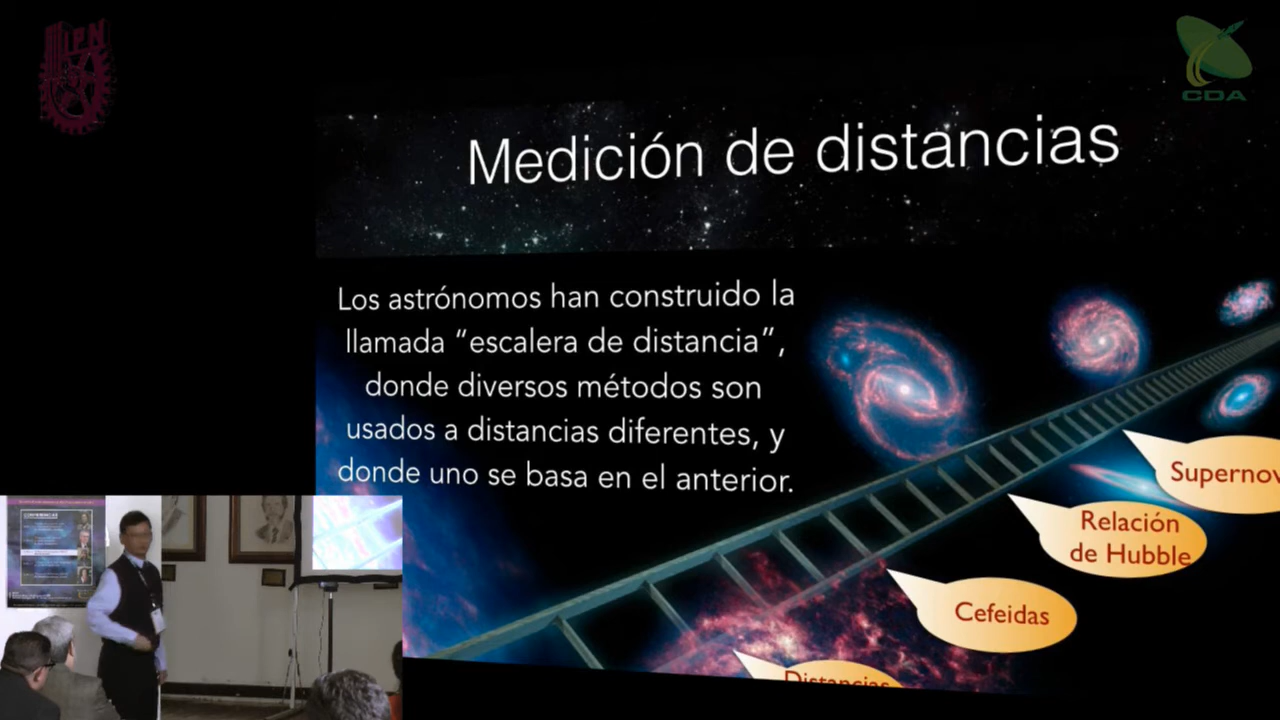 IPN
CDA
Medición de distancias
Los astrónomos han construido la
llamada “escalera de distancia”,
donde diversos métodos son
usados a distancias diferentes, y
donde uno se basa en el anterior.
Relación
de Hubble
Cefeidas
Distancias
CONFERENCIAS